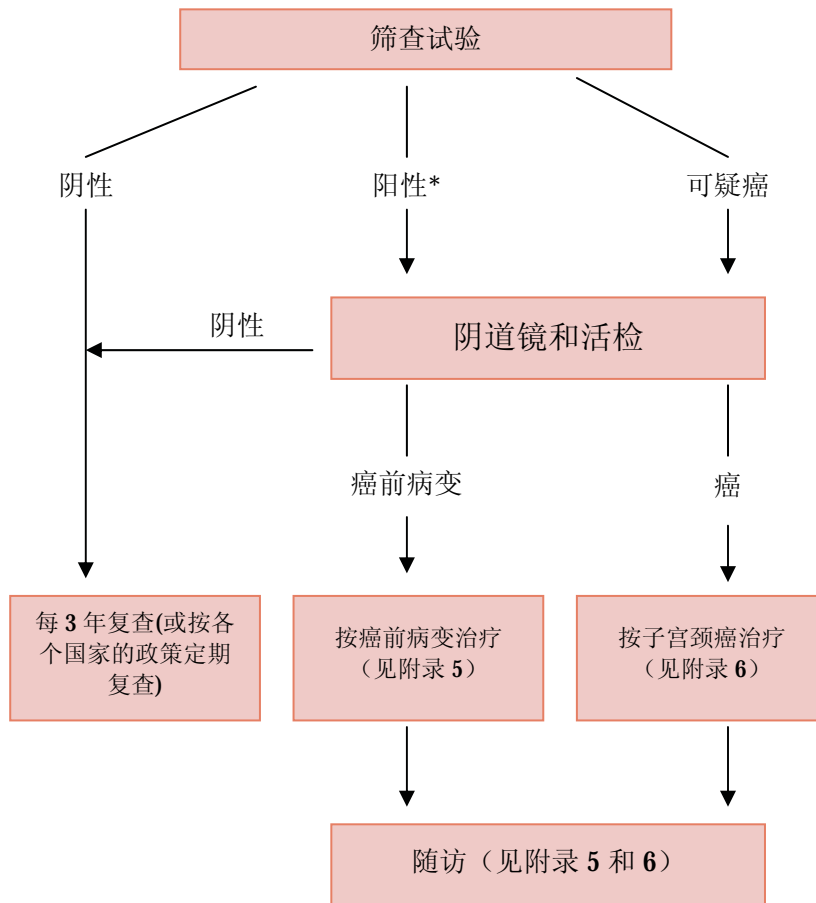 筛查试验
阴性
阳性*
可疑癌
阴道镜和活检
阴性
癌前病变
癌
每 3 年复查(或按各
个国家的政策定期
复查)
按癌前病变治疗
（见附录 5）
按子宫颈癌治疗
（见附录 6）
随访（见附录 5 和 6）